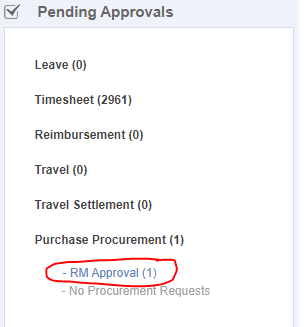 Pending Approvals
Leave (0)
Timesheet (2961)
Reimbursement (0)
Travel (0)
Travel Settlement (0)
Purchase Procurement (1)
- RM Approval (1)
- No Procurement Requests